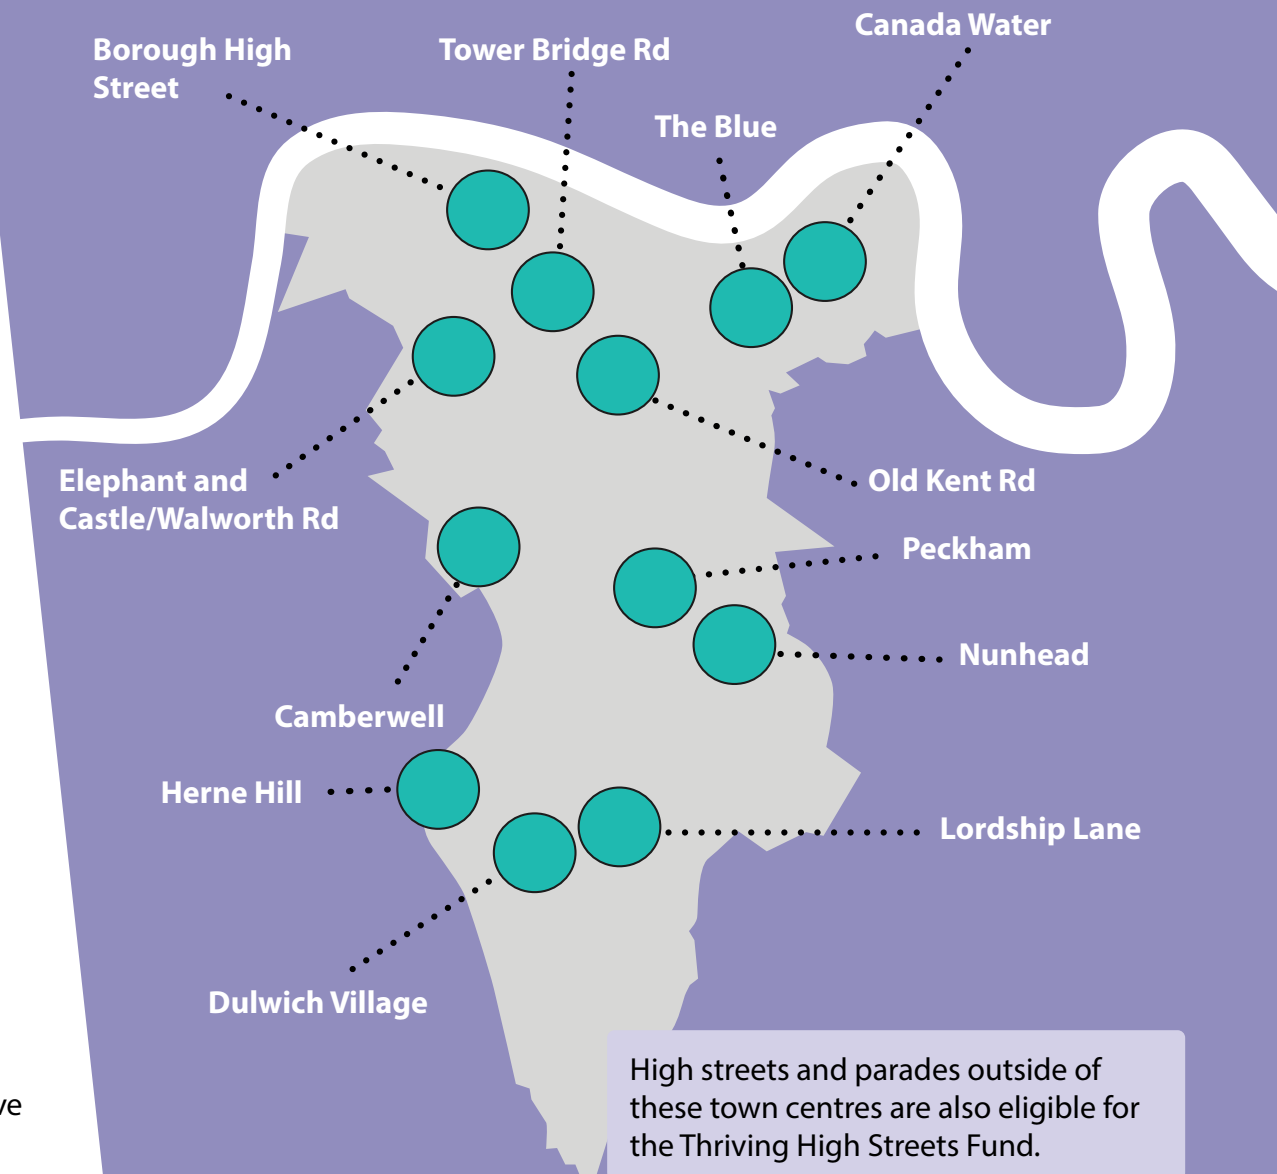 Canada Water
Borough High
Street
Tower Bridge Rd
The Blue
Elephant and
Castle/Walworth Rd
Old Kent Rd
Peckham
Nunhead
Camberwell
Herne Hill
Lordship Lane
Dulwich Village
High streets and parades outside of
these town centres are also eligible for
the Thriving High Streets Fund.
ve